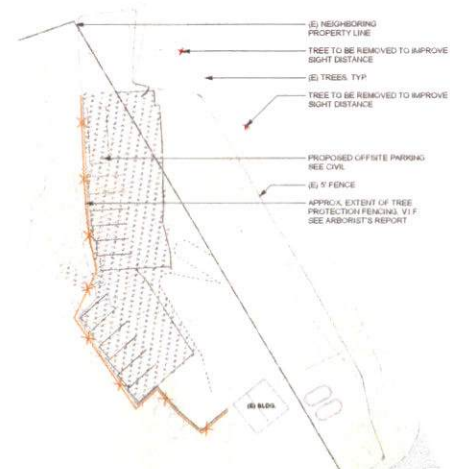 (E) NEIGHBORING
PROPERTY LINE
TREE TO BE REMOVED TO IMPROVE
SIGHT DISTANCE
(E) TREES, TYP
TREE TO BE REMOVED TO IMPROVE
SIGHT DISTANCE
PROPOSED OFFSITE PARKING
SEE CIVIL
(E) 5' FENCE
APPROX. EXTENT OF TREE
PROTECTION FENCING, V.I.F
SEE ARBORIST'S REPORT
(E) BLDG.